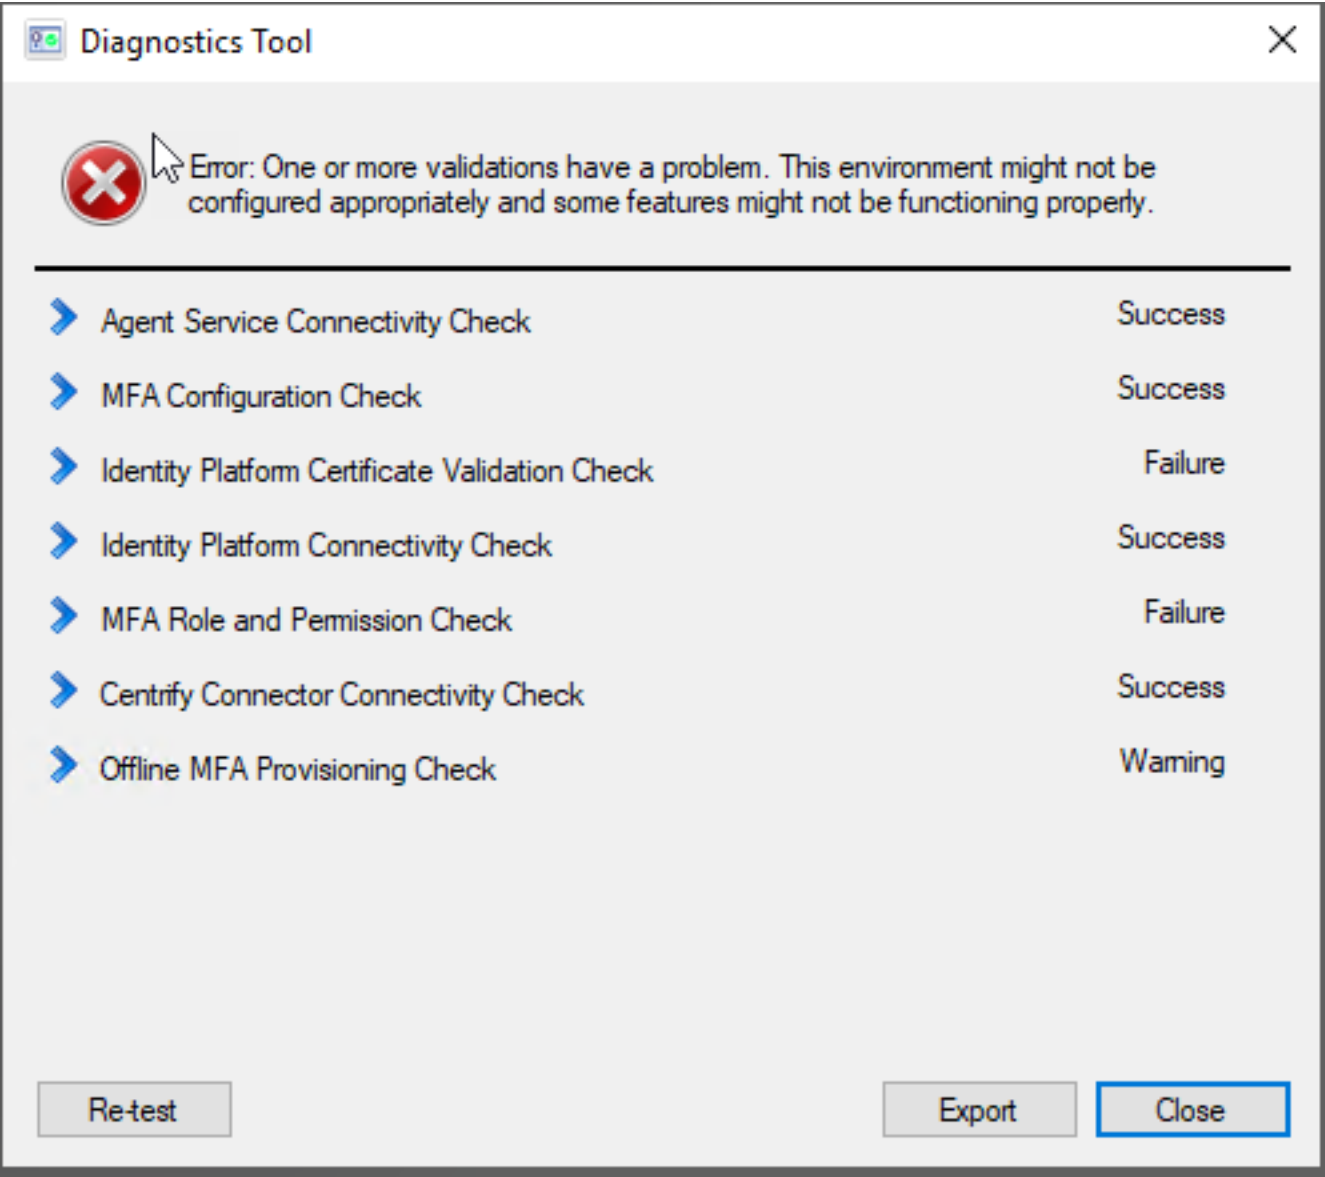 Diagnostics Tool
Error: One or more validations have a problem. This environment might not be
configured appropriately and some features might not be functioning properly.
Agent Service Connectivity Check Success
MFA Configuration Check Success
Identity Platform Certificate Validation Check Failure
Identity Platform Connectivity Check Success
MFA Role and Permission Check Failure
Centrify Connector Connectivity Check Success
Offline MFA Provisioning Check Warning
Re-test Export Close